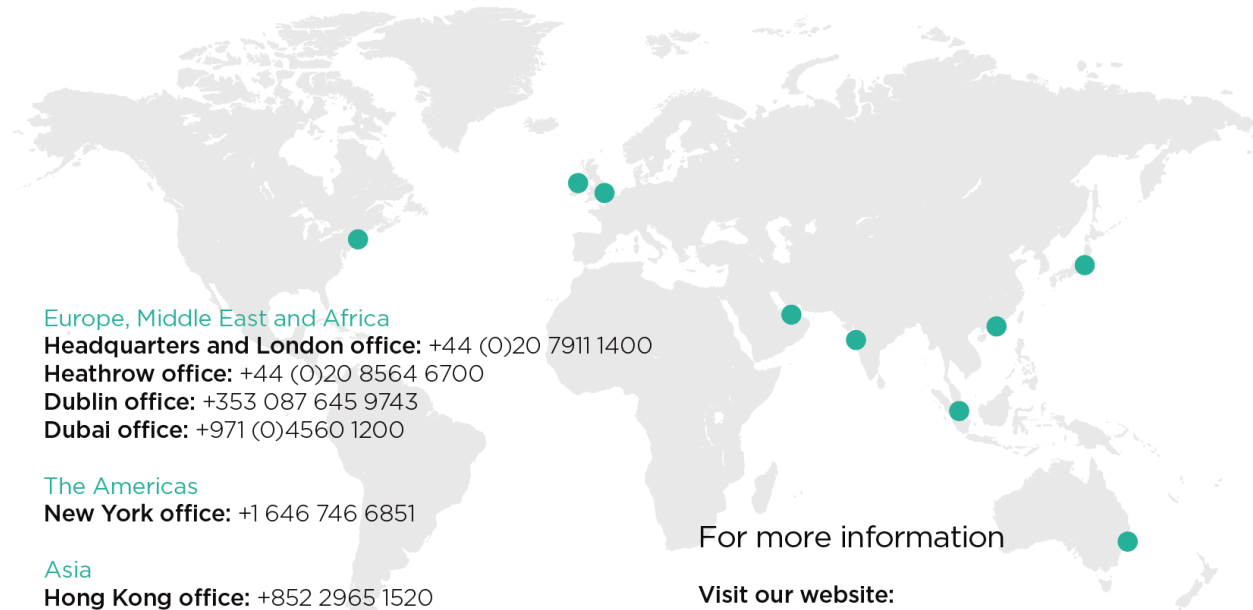 Europe, Middle East and Africa
Headquarters and London office: +44 (0)20 7911 1400
Heathrow office: +44 (0)20 8564 6700
Dublin office: +353 087 645 9743
Dubai office: +971 (0)4560 1200
The Americas
New York office: +1 646 746 6851
Asia
Hong Kong office: +852 2965 1520
For more information
Visit our website: